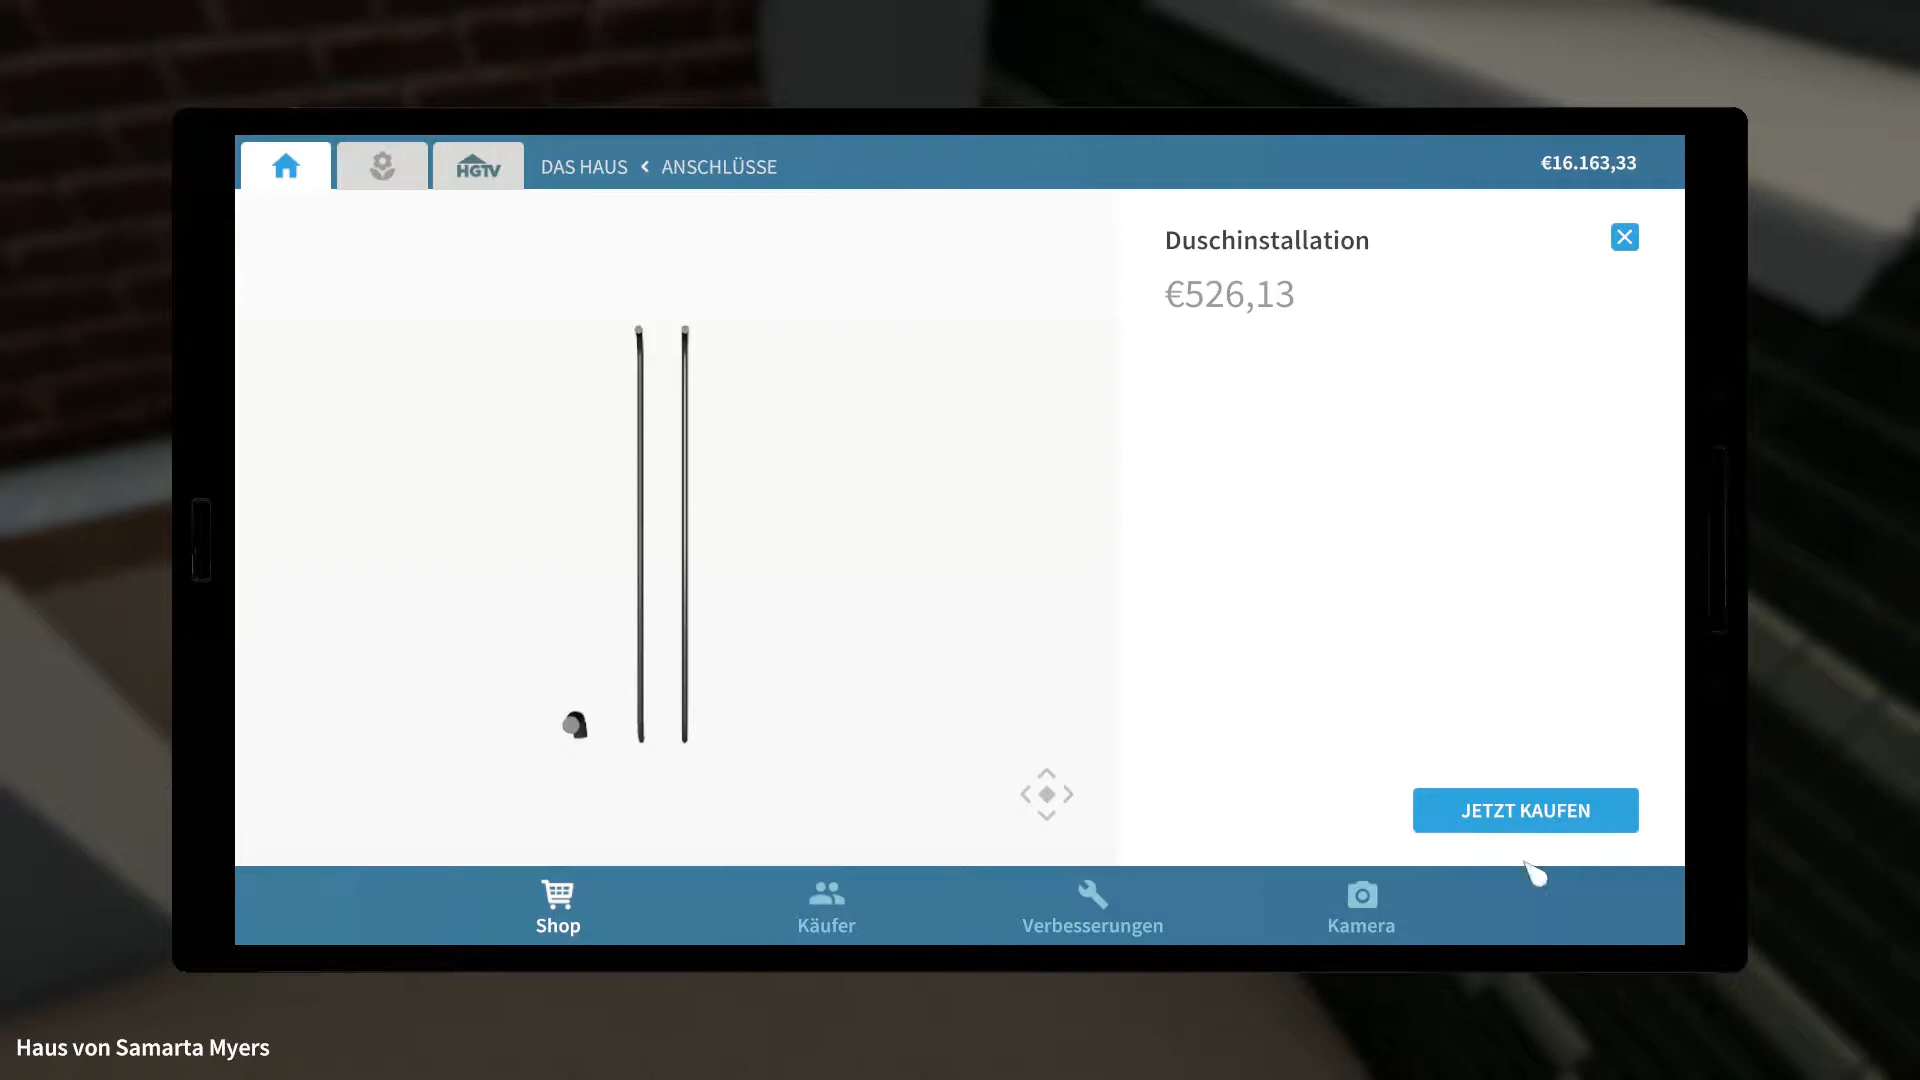 HGTV
DAS HAUS < ANSCHLÜSSE
€16.163,33
Duschinstallation
€526,13
JETZT KAUFEN
Shop
Käufer
Verbesserungen
Kamera
Haus von Samarta Myers